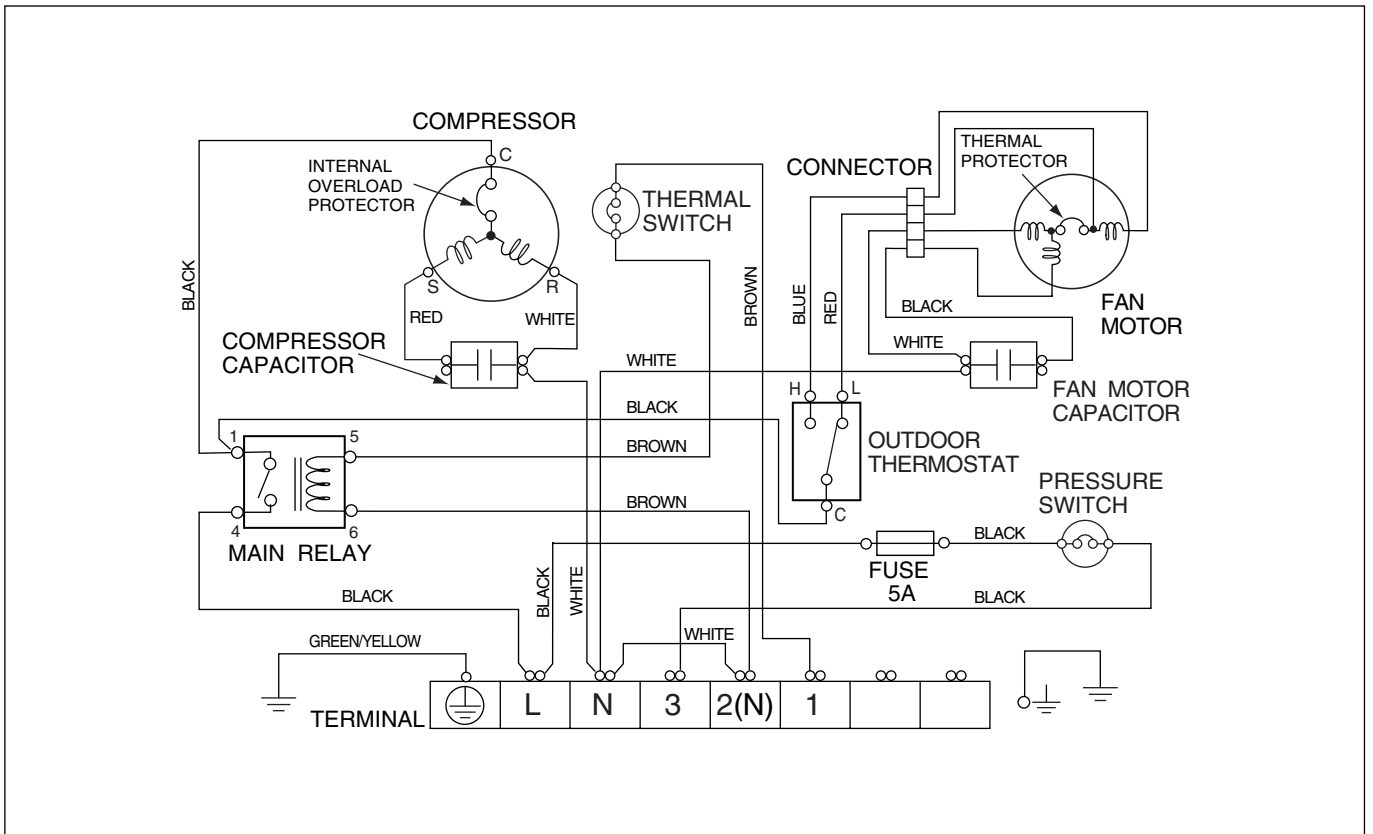 COMPRESSOR
C
INTERNAL
OVERLOAD
PROTECTOR
S
R
BLACK
RED
WHITE
COMPRESSOR
CAPACITOR
THERMAL
SWITCH
BROWN
CONNECTOR
THERMAL
PROTECTOR
FAN
MOTOR
BLUE
RED
BLACK
WHITE
FAN MOTOR
CAPACITOR
WHITE
BLACK
BROWN
BROWN
1
5
4
6
MAIN RELAY
H
L
C
OUTDOOR
THERMOSTAT
PRESSURE
SWITCH
BLACK
FUSE
5A
BLACK
BLACK
BLACK
WHITE
WHITE
GREEN/YELLOW
TERMINAL
L
N
3
2(N)
1